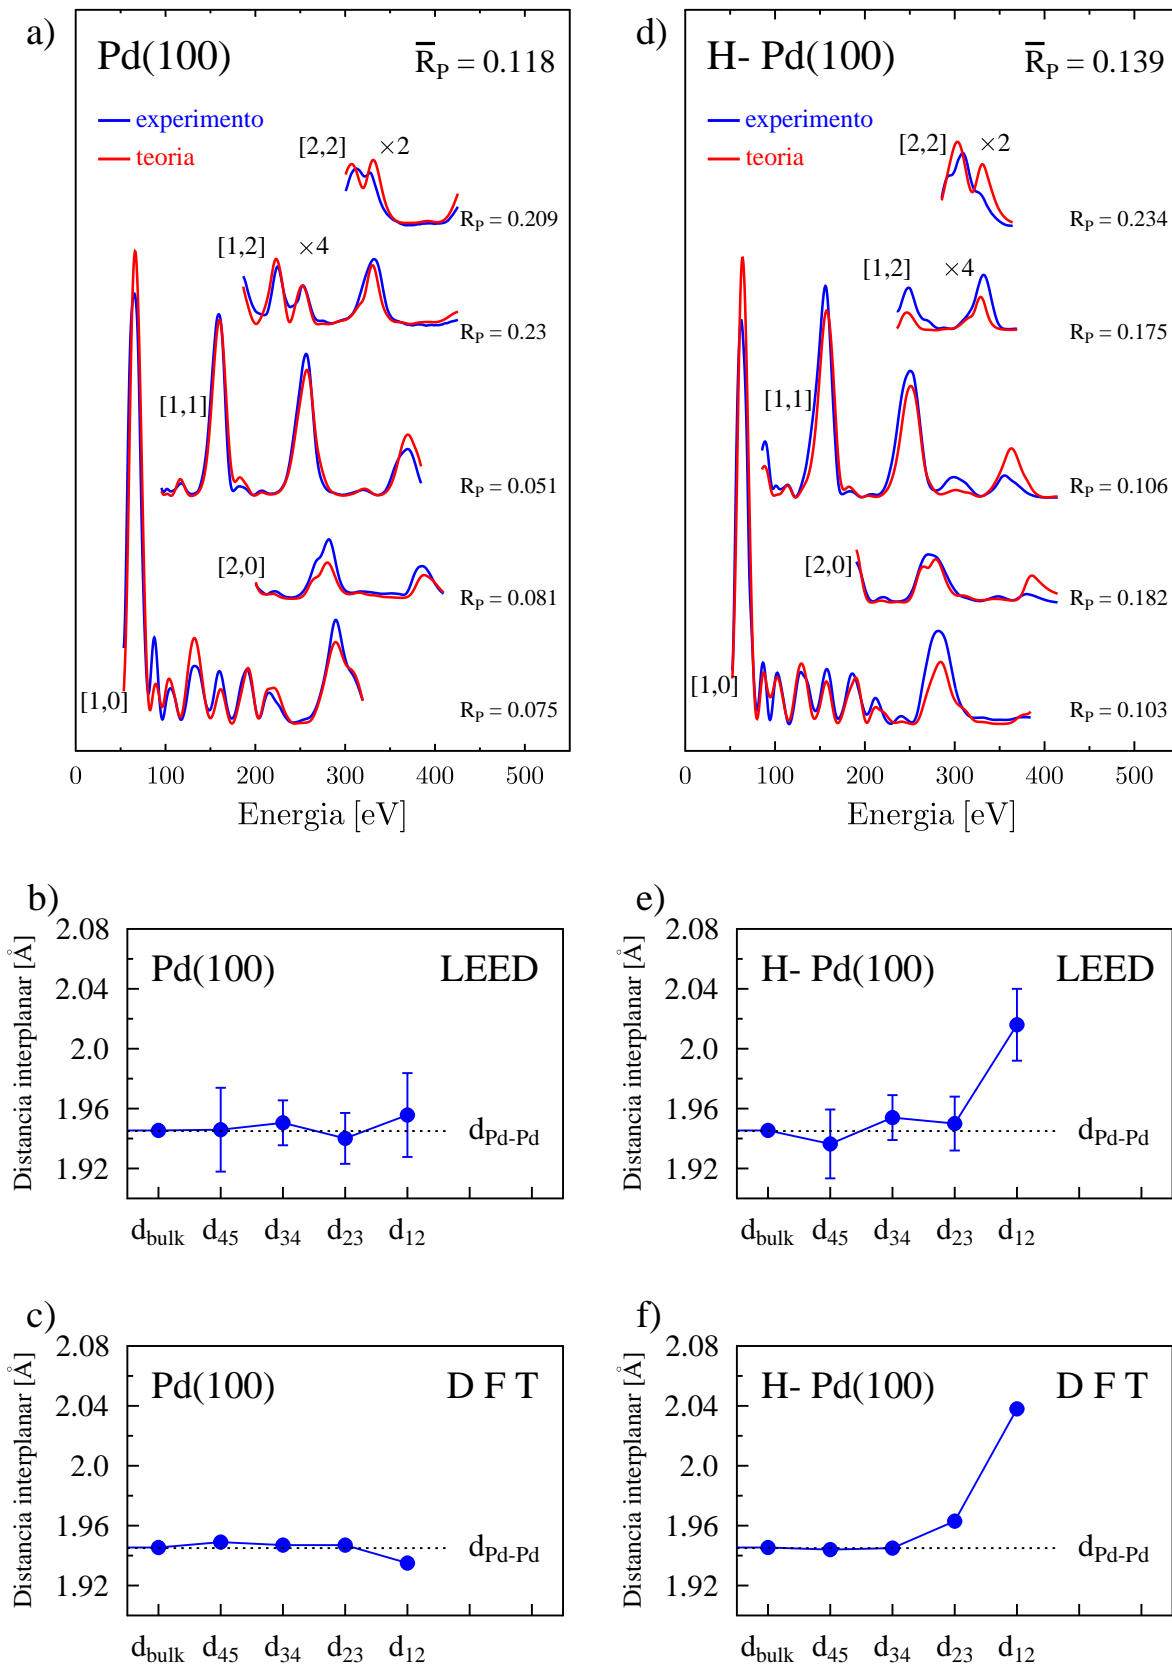 a)
Pd(100)
R̅P = 0.118
experimento
teoria
[2,2]
×2
RP = 0.209
[1,2]
×4
RP = 0.23
[1,1]
RP = 0.051
[2,0]
RP = 0.081
[1,0]
RP = 0.075
0 100 200 300 400 500
Energia [eV]
d)
H- Pd(100)
R̅P = 0.139
experimento
teoria
[2,2]
×2
RP = 0.234
[1,2]
×4
RP = 0.175
[1,1]
RP = 0.106
[2,0]
RP = 0.182
[1,0]
RP = 0.103
0 100 200 300 400 500
Energia [eV]
b)
Distancia interplanar [Å]
2.08
2.04
2.0
1.96
1.92
Pd(100)
LEED
dPd-Pd
dbulk d45 d34 d23 d12
e)
Distancia interplanar [Å]
2.08
2.04
2.0
1.96
1.92
H- Pd(100)
LEED
dPd-Pd
dbulk d45 d34 d23 d12
c)
Distancia interplanar [Å]
2.08
2.04
2.0
1.96
1.92
Pd(100)
D F T
dPd-Pd
dbulk d45 d34 d23 d12
f)
Distancia interplanar [Å]
2.08
2.04
2.0
1.96
1.92
H- Pd(100)
D F T
dPd-Pd
dbulk d45 d34 d23 d12